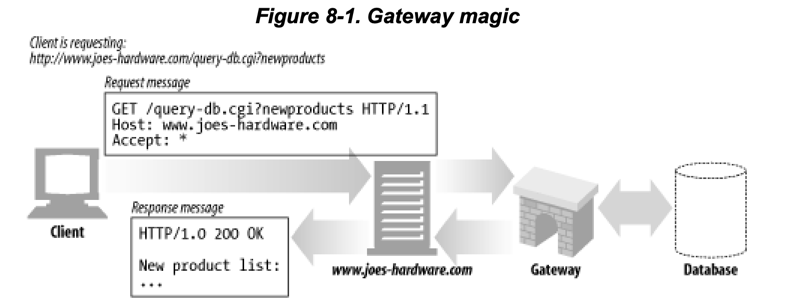 Figure 8-1. Gateway magic
Client is requesting:
http://www.joes-hardware.com/query-db.cgi?newproducts
Request message
GET /query-db.cgi?newproducts HTTP/1.1
Host: www.joes-hardware.com
Accept: *
Client
Response message
HTTP/1.0 200 OK
New product list:
...
www.joes-hardware.com
Gateway
Database